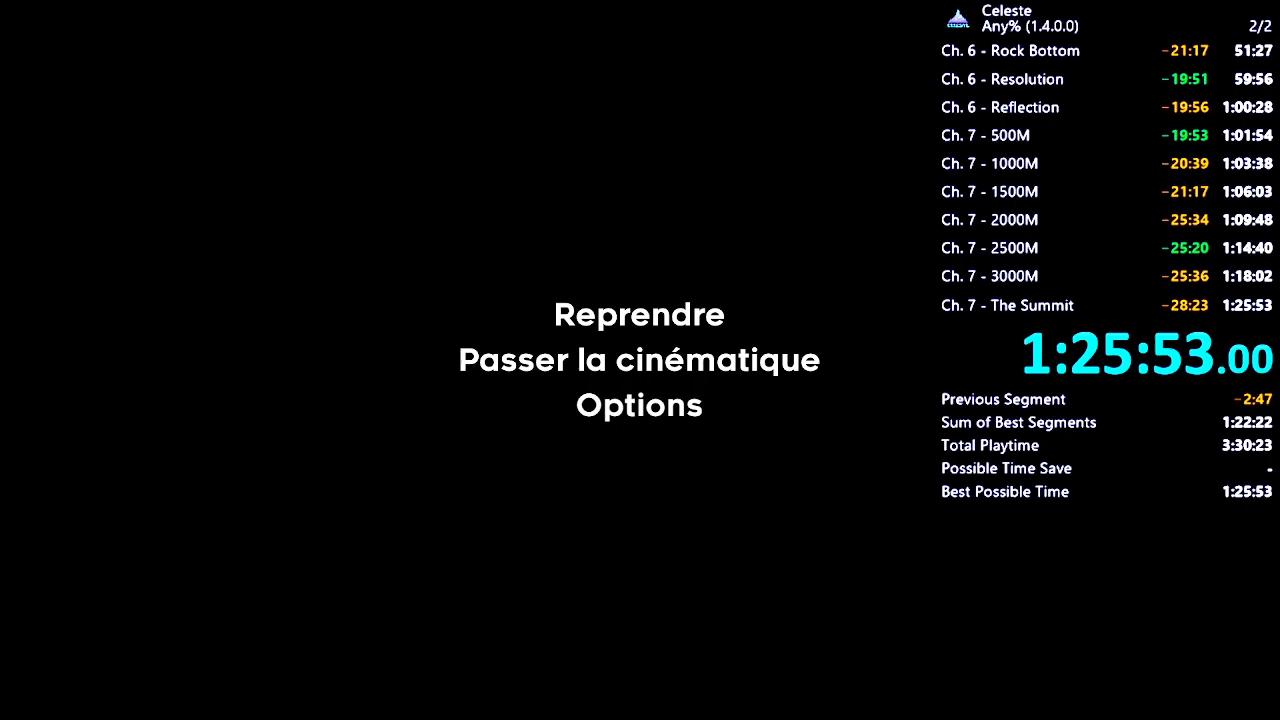 Celeste
Any% (1.4.0.0) 2/2
Ch. 6 - Rock Bottom -21:17 51:27
Ch. 6 - Resolution -19:51 59:56
Ch. 6 - Reflection -19:56 1:00:28
Ch. 7 - 500M -19:53 1:01:54
Ch. 7 - 1000M -20:39 1:03:38
Ch. 7 - 1500M -21:17 1:06:03
Ch. 7 - 2000M -25:34 1:09:48
Ch. 7 - 2500M -25:20 1:14:40
Ch. 7 - 3000M -25:36 1:18:02
Ch. 7 - The Summit -28:23 1:25:53
1:25:53.00
Previous Segment -2:47
Sum of Best Segments 1:22:22
Total Playtime 3:30:23
Possible Time Save -
Best Possible Time 1:25:53
Reprendre
Passer la cinématique
Options